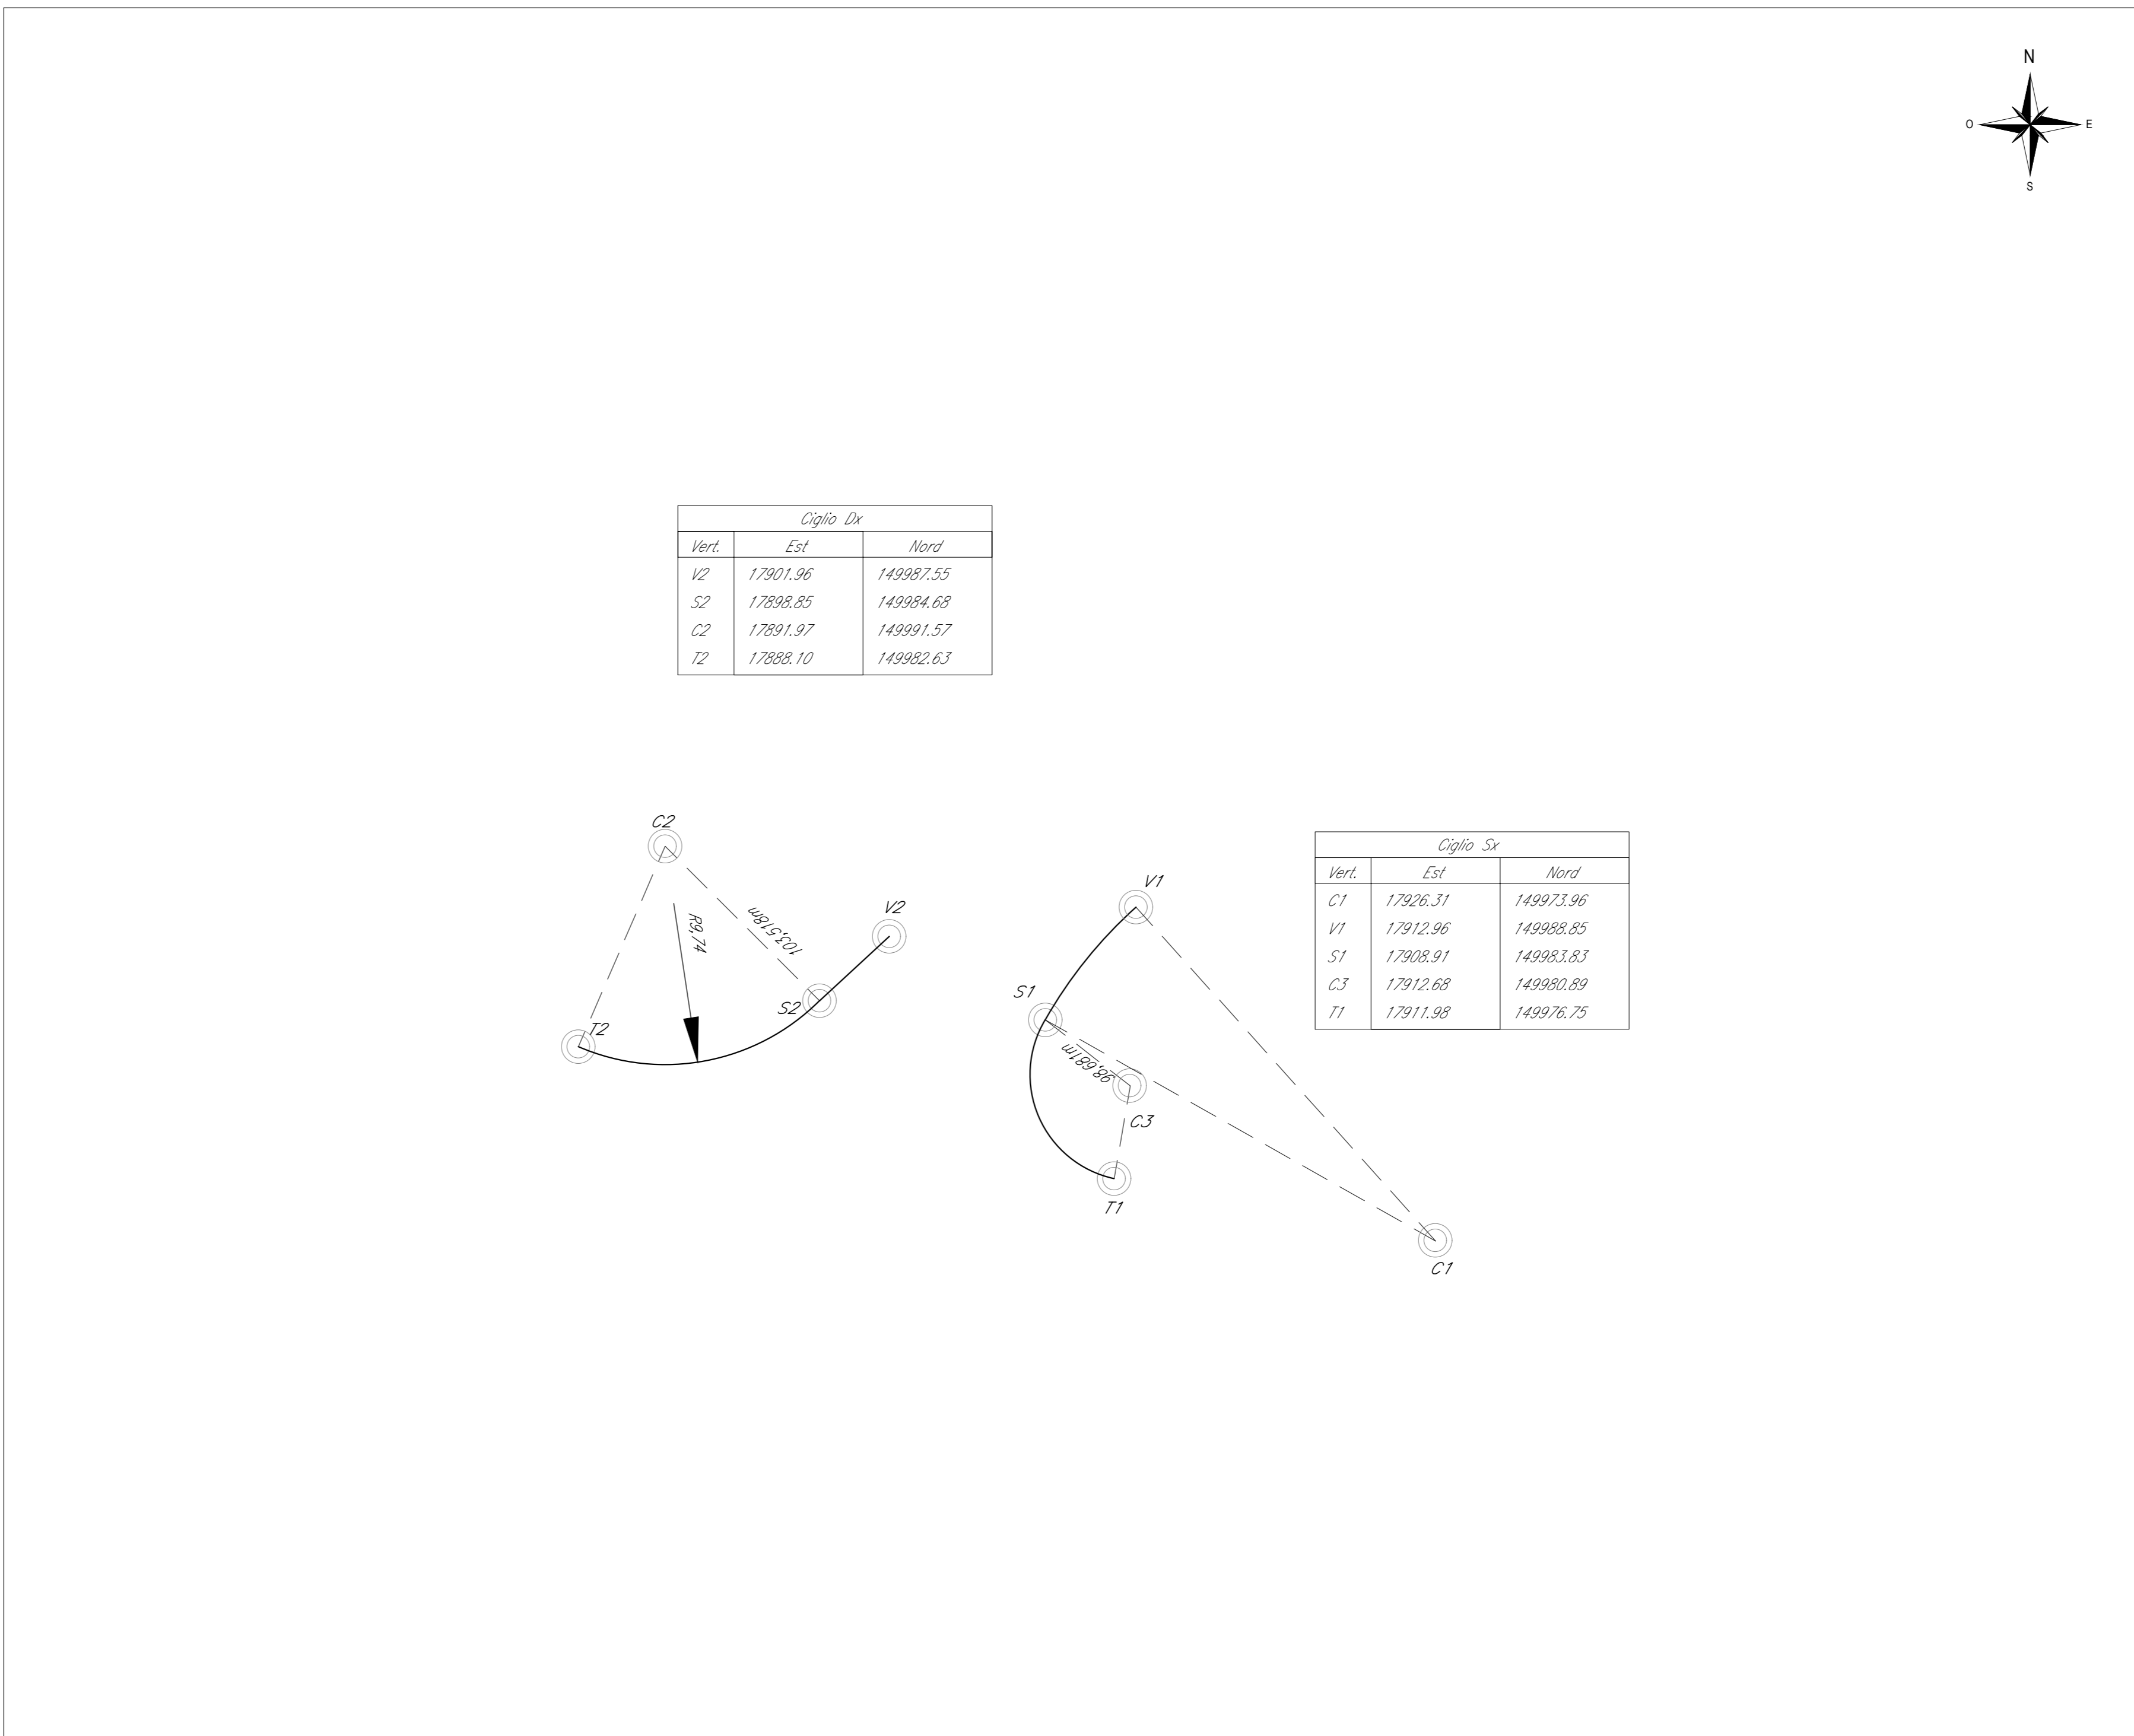 N
O
E
S
Ciglio Dx
Vert. Est Nord
V2 17901.96 149987.55
S2 17898.85 149984.68
C2 17891.97 149991.57
T2 17888.10 149982.63
C2
V2
R9,74
103,518m
S2
T2
V1
S1
98,681m
C3
T1
C1
Ciglio Sx
Vert. Est Nord
C1 17926.31 149973.96
V1 17912.96 149988.85
S1 17908.91 149983.83
C3 17912.68 149980.89
T1 17911.98 149976.75